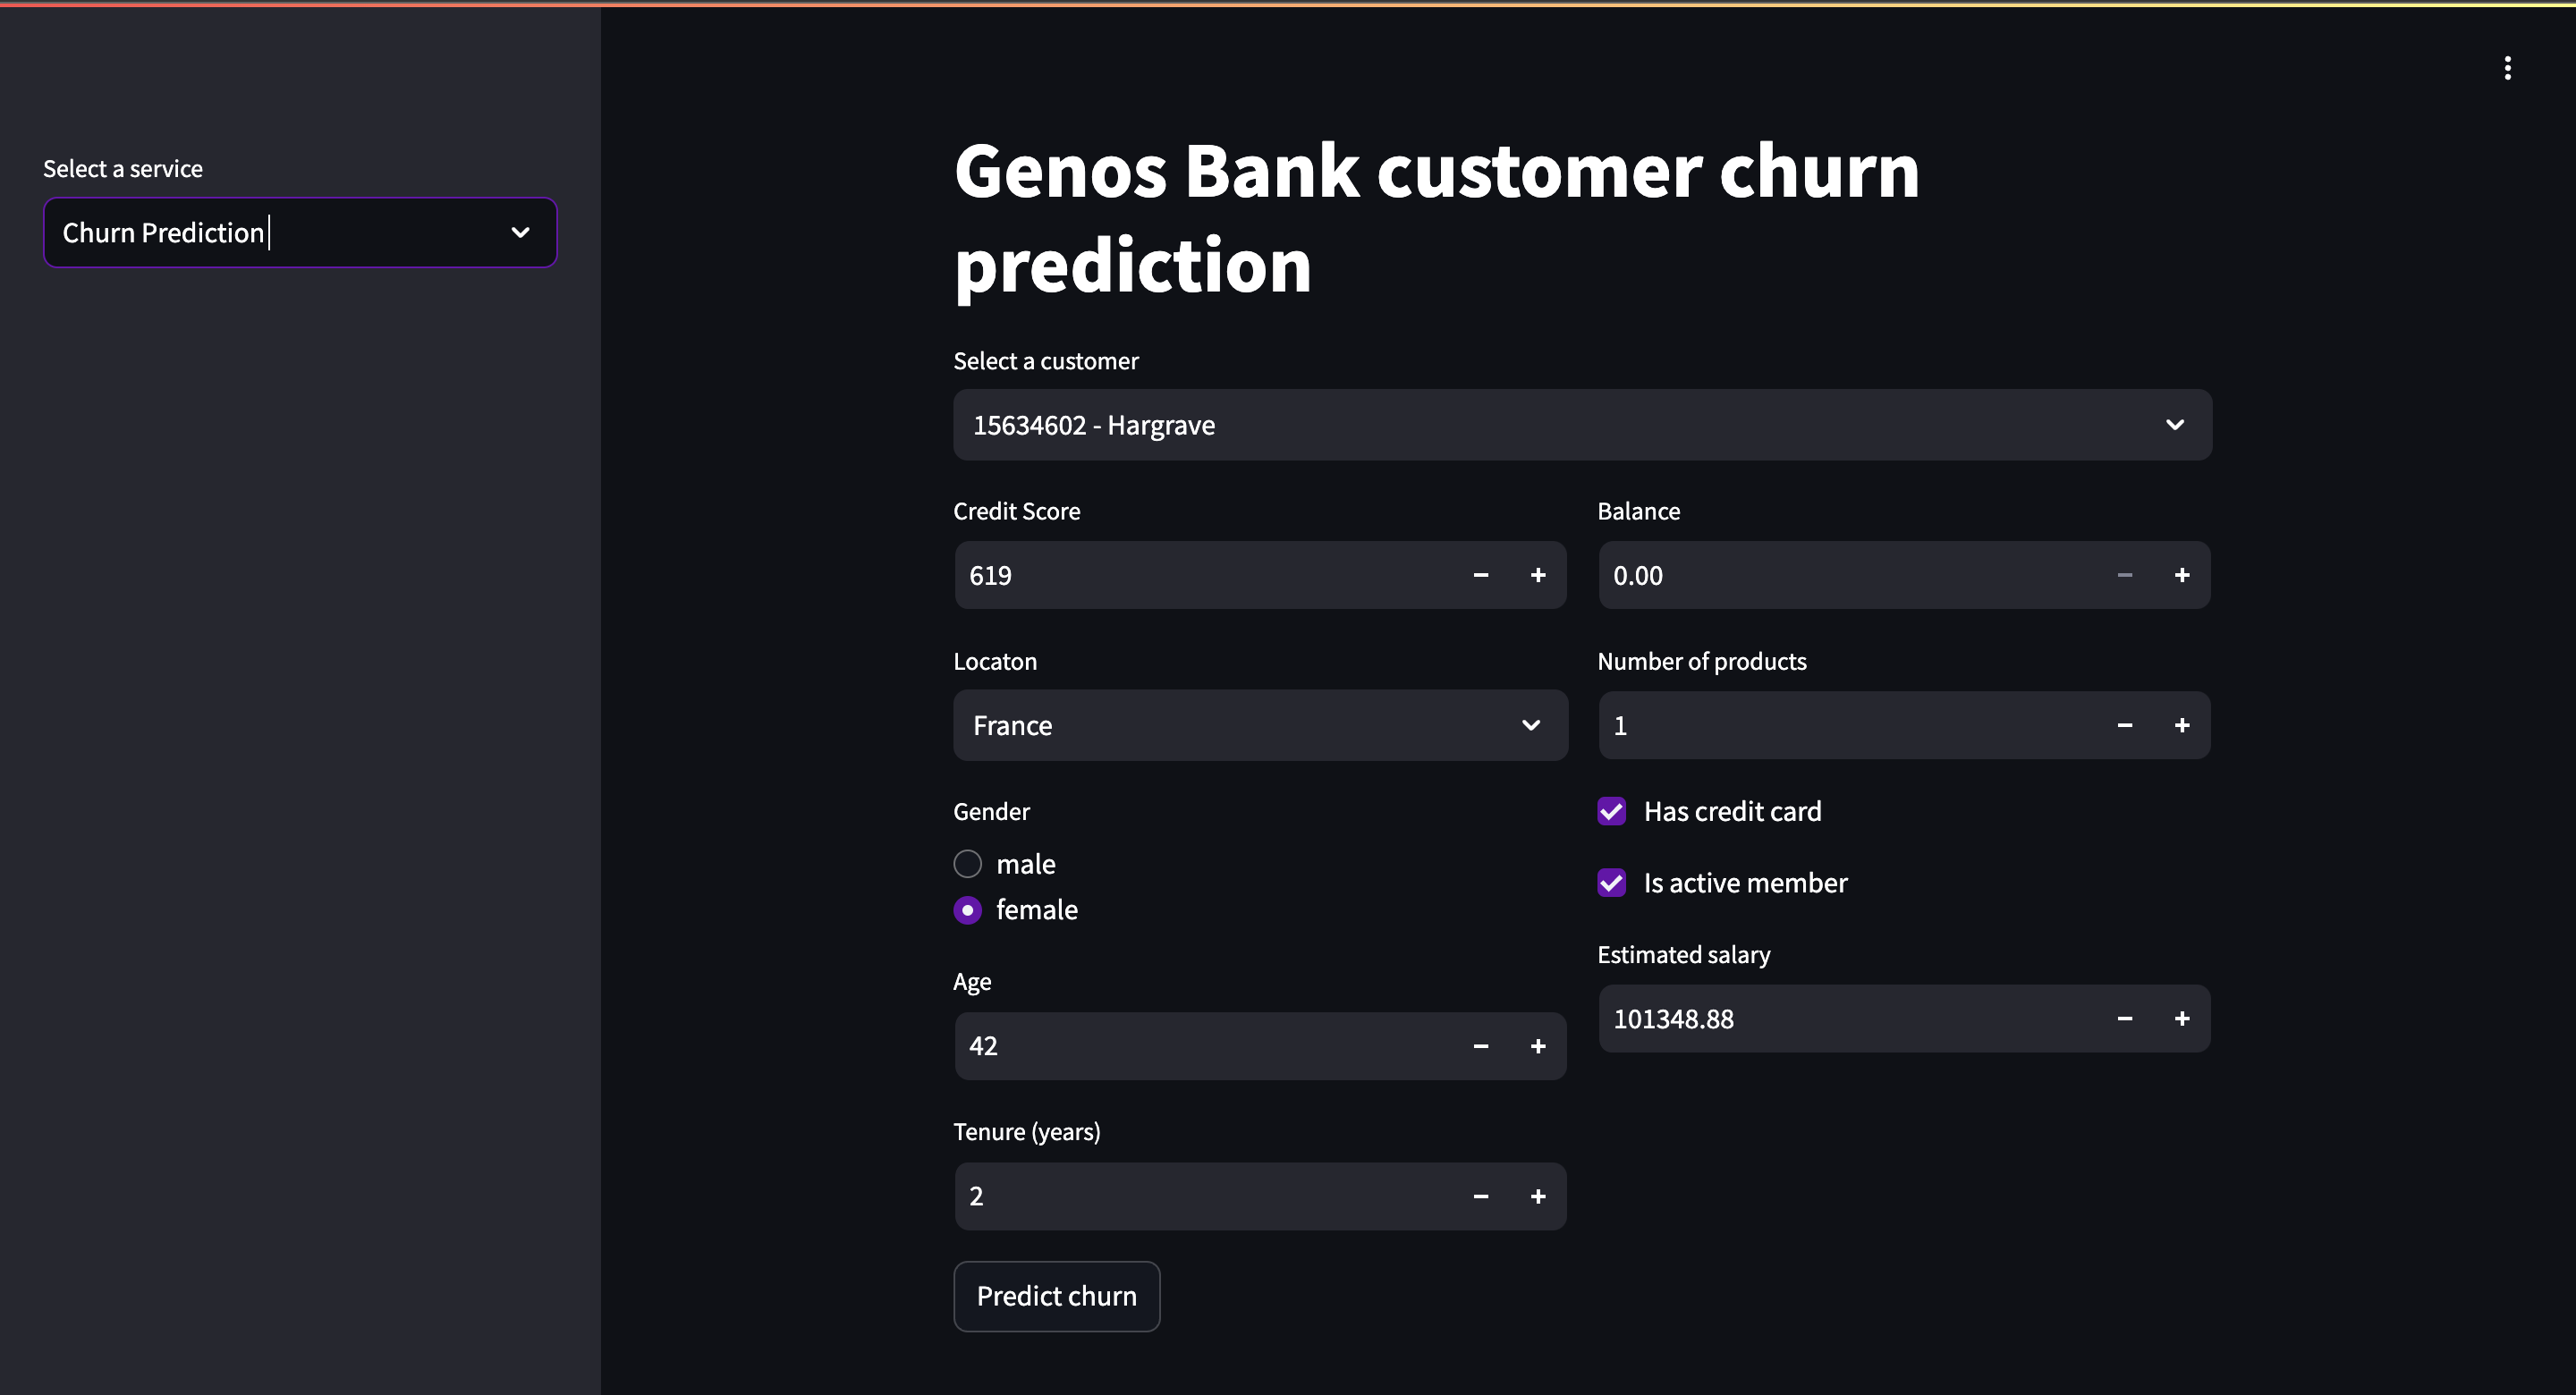 Select a service
Churn Prediction
Genos Bank customer churn
prediction
Select a customer
15634602 - Hargrave
Credit Score
619
Locaton
France
Gender
male
female
Age
42
Tenure (years)
2
Predict churn
Balance
0.00
Number of products
1
Has credit card
Is active member
Estimated salary
101348.88